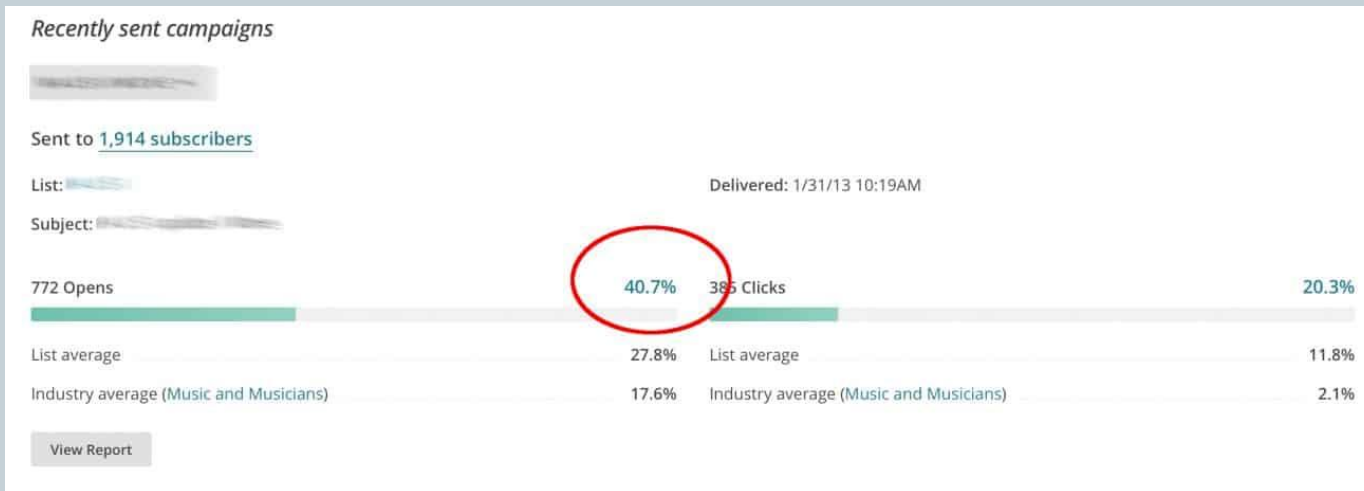 Recently sent campaigns
Sent to 1,914 subscribers
List:
Delivered: 1/31/13 10:19AM
Subject:
772 Opens 40.7%
385 Clicks 20.3%
List average 27.8%
List average 11.8%
Industry average (Music and Musicians) 17.6%
Industry average (Music and Musicians) 2.1%
View Report